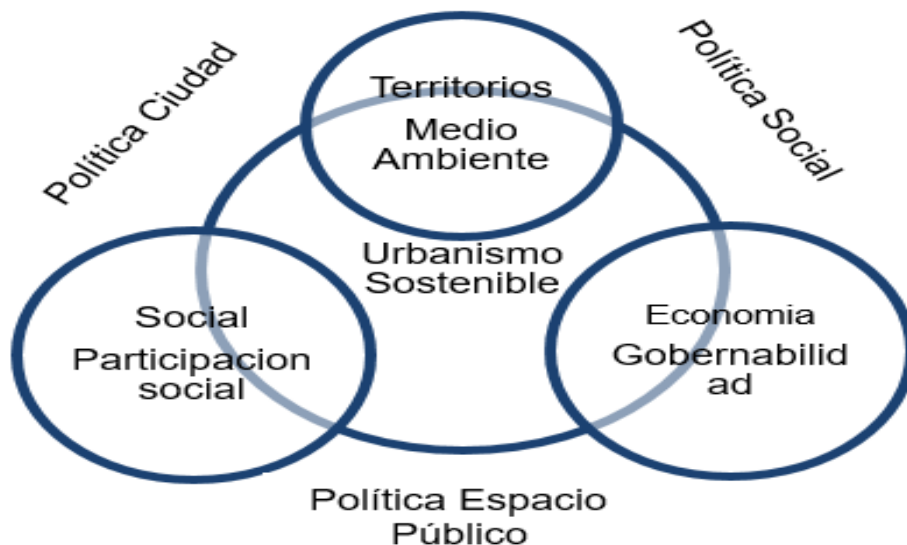 Política Ciudad
Política Social
Territorios
Medio
Ambiente
Urbanismo
Sostenible
Social
Participacion
social
Economia
Gobernabilid
ad
Política Espacio
Público